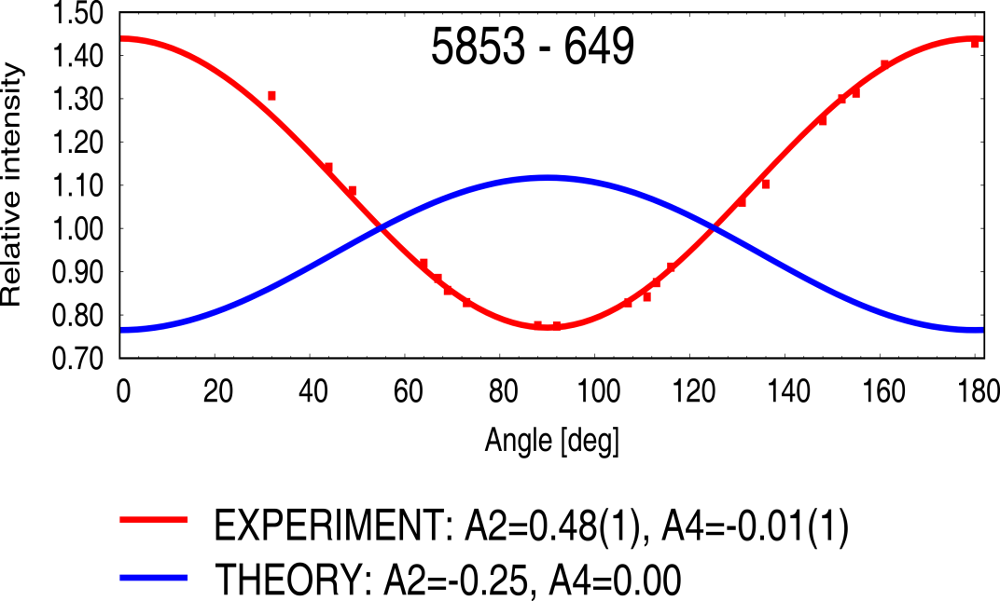 5853 - 649
Relative intensity
1.50
1.40
1.30
1.20
1.10
1.00
0.90
0.80
0.70
0 20 40 60 80 100 120 140 160 180
Angle [deg]
EXPERIMENT: A2=0.48(1), A4=-0.01(1)
THEORY: A2=-0.25, A4=0.00